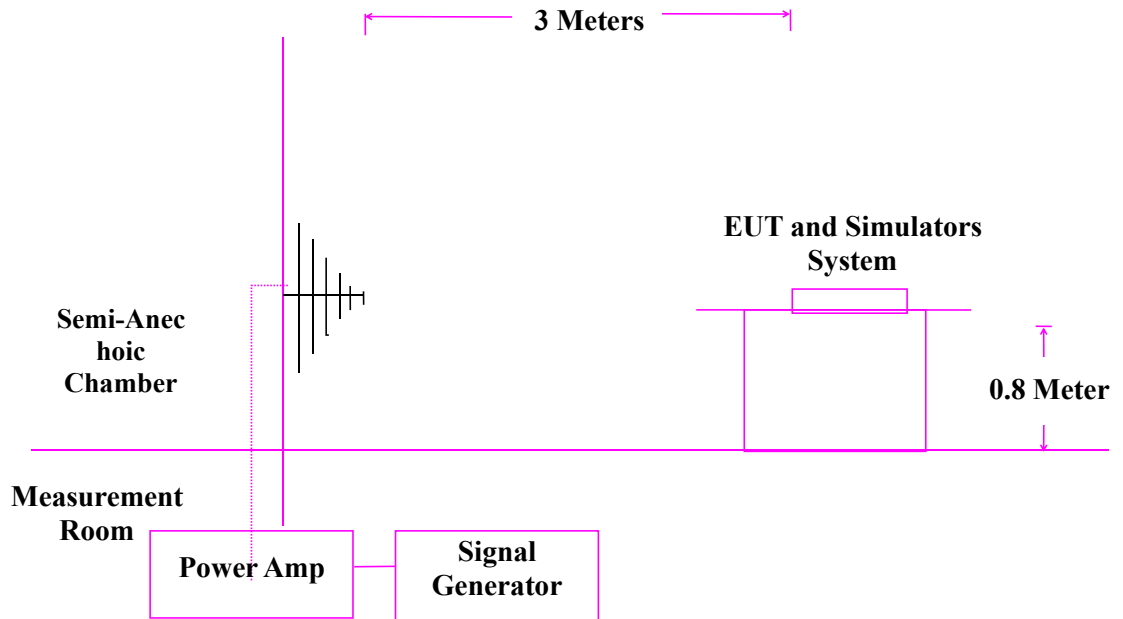 3 Meters
EUT and Simulators
System
Semi-Anec
hoic
Chamber
0.8 Meter
Measurement
Room
Power Amp
Signal
Generator